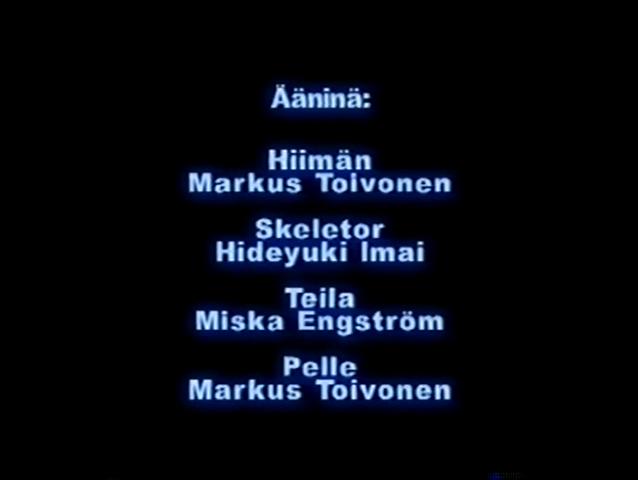 Ääninä:
Hiimän
Markus Toivonen
Skeletor
Hideyuki Imai
Teila
Miska Engström
Pelle
Markus Toivonen